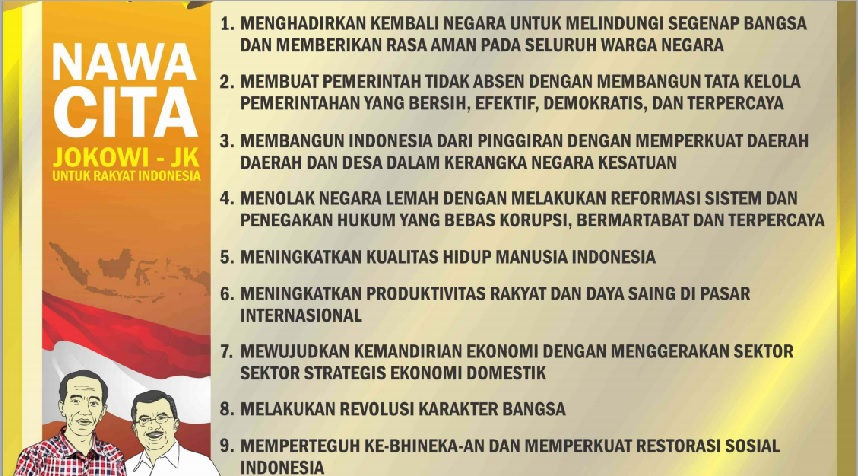 NAWA
CITA
JOKOWI - JK
UNTUK RAKYAT INDONESIA
1. MENGHADIRKAN KEMBALI NEGARA UNTUK MELINDUNGI SEGENAP BANGSA
DAN MEMBERIKAN RASA AMAN PADA SELURUH WARGA NEGARA
2. MEMBUAT PEMERINTAH TIDAK ABSEN DENGAN MEMBANGUN TATA KELOLA
PEMERINTAHAN YANG BERSIH, EFEKTIF, DEMOKRATIS, DAN TERPERCAYA
3. MEMBANGUN INDONESIA DARI PINGGIRAN DENGAN MEMPERKUAT DAERAH
DAERAH DAN DESA DALAM KERANGKA NEGARA KESATUAN
4. MENOLAK NEGARA LEMAH DENGAN MELAKUKAN REFORMASI SISTEM DAN
PENEGAKAN HUKUM YANG BEBAS KORUPSI, BERMARTABAT DAN TERPERCAYA
5. MENINGKATKAN KUALITAS HIDUP MANUSIA INDONESIA
6. MENINGKATKAN PRODUKTIVITAS RAKYAT DAN DAYA SAING DI PASAR
INTERNASIONAL
7. MEWUJUDKAN KEMANDIRIAN EKONOMI DENGAN MENGGERAKAN SEKTOR
SEKTOR STRATEGIS EKONOMI DOMESTIK
8. MELAKUKAN REVOLUSI KARAKTER BANGSA
9. MEMPERTEGUH KE-BHINEKA-AN DAN MEMPERKUAT RESTORASI SOSIAL
INDONESIA